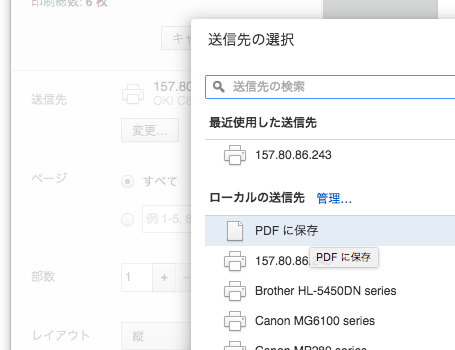 印刷総数: 6 枚
送信先の選択
送信先の検索
送信先
157.80
OKI C
変更...
最近使用した送信先
157.80.86.243
ページ
すべて
例 1-5, 8
ローカルの送信先 管理...
PDF に保存
PDF に保存
157.80.86.
Brother HL-5450DN series
部数
1
+
−
Canon MG6100 series
レイアウト
縦
Canon MP280 series